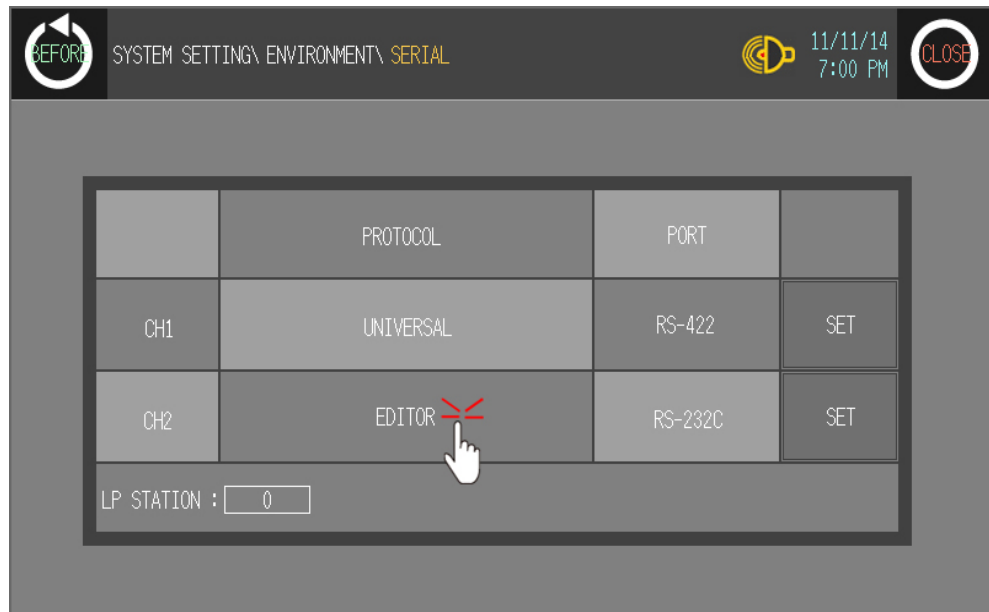 BEFORE
SYSTEM SETTING\ ENVIRONMENT\ SERIAL
11/11/14
7:00 PM
CLOSE
PROTOCOL PORT
CH1 UNIVERSAL RS-422 SET
CH2 EDITOR RS-232C SET
LP STATION : 0